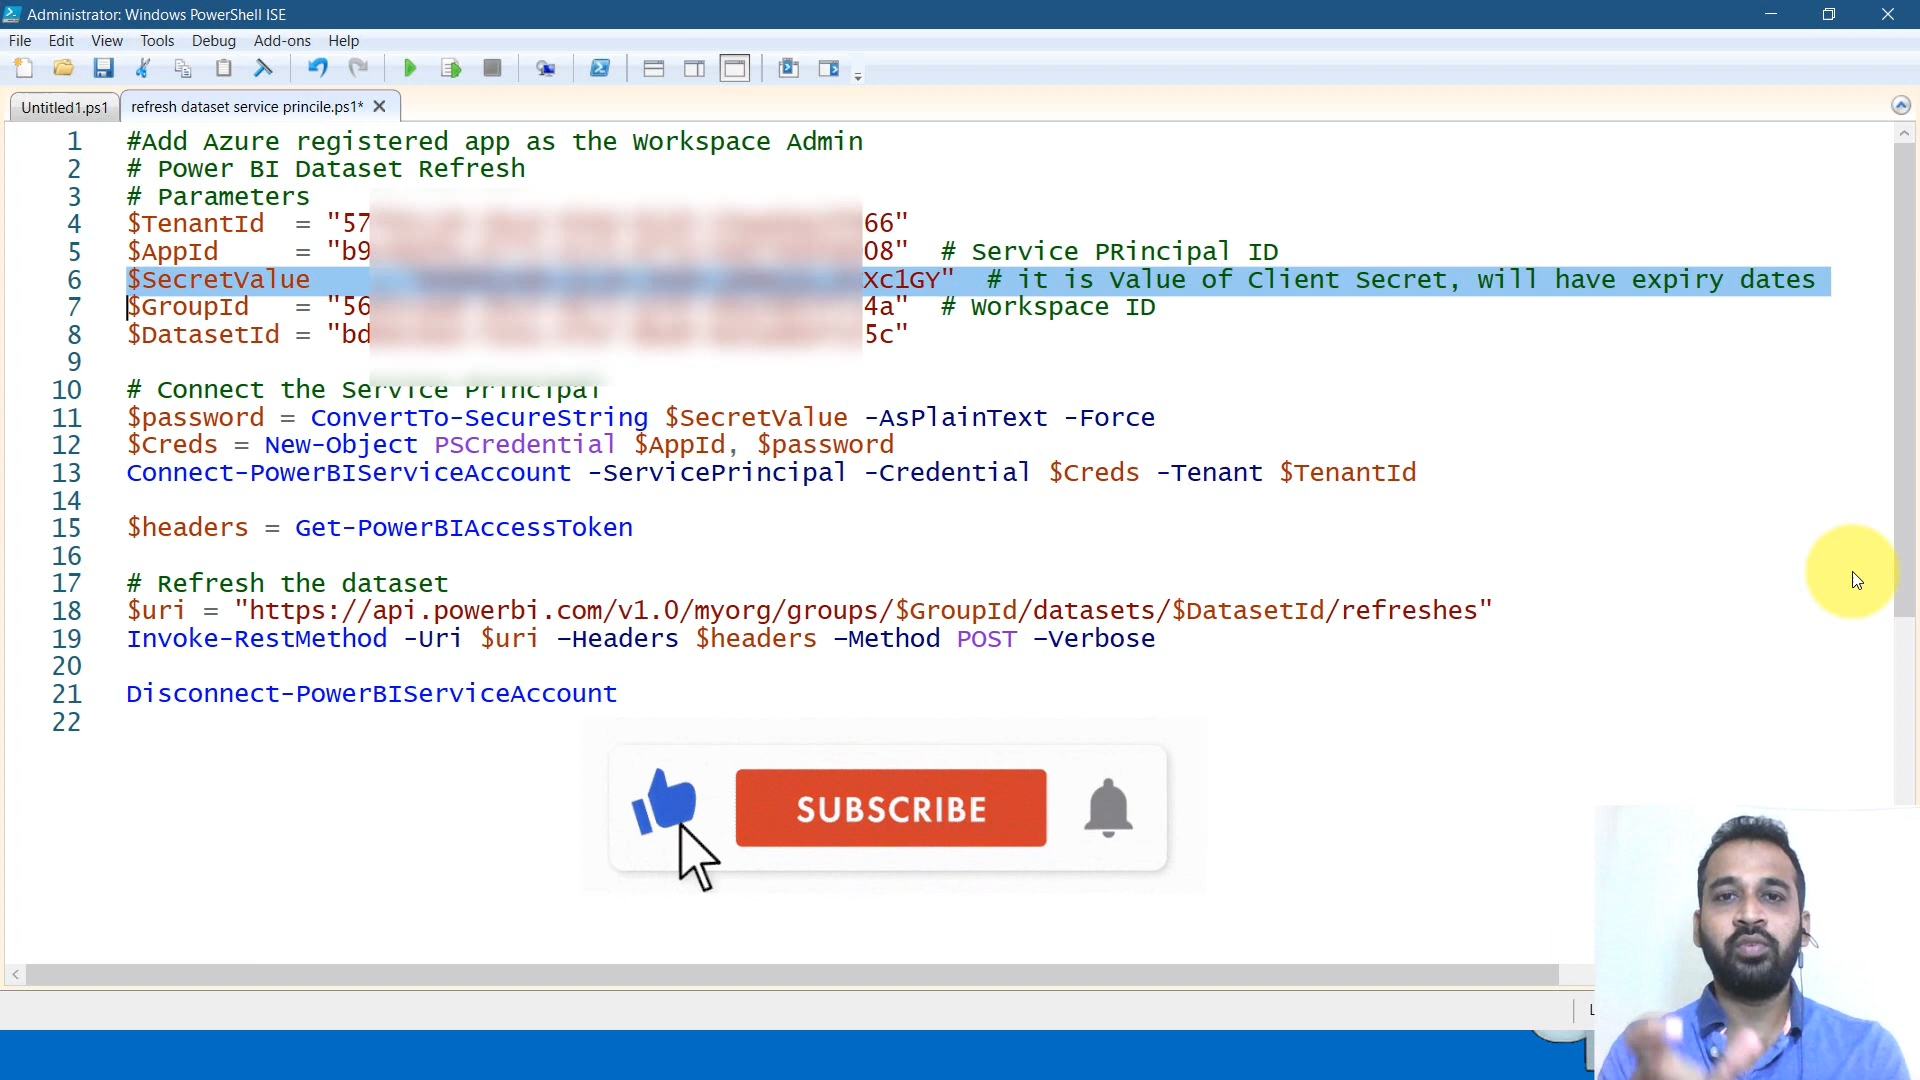 Administrator: Windows PowerShell ISE
File Edit View Tools Debug Add-ons Help
Untitled1.ps1 refresh dataset service princile.ps1*
1 #Add Azure registered app as the Workspace Admin
2 # Power BI Dataset Refresh
3 # Parameters
4 $TenantId = "57 66"
5 $AppId = "b9 08" # Service PRincipal ID
6 $SecretValue Xc1GY" # it is Value of Client Secret, will have expiry dates
7 $GroupId = "56 4a" # Workspace ID
8 $DatasetId = "bd 5c"
9
10 # Connect the Service Principal
11 $password = ConvertTo-SecureString $SecretValue -AsPlainText -Force
12 $Creds = New-Object PSCredential $AppId, $password
13 Connect-PowerBIServiceAccount -ServicePrincipal -Credential $Creds -Tenant $TenantId
14
15 $headers = Get-PowerBIAccessToken
16
17 # Refresh the dataset
18 $uri = "https://api.powerbi.com/v1.0/myorg/groups/$GroupId/datasets/$DatasetId/refreshes"
19 Invoke-RestMethod -Uri $uri –Headers $headers –Method POST –Verbose
20
21 Disconnect-PowerBIServiceAccount
22
SUBSCRIBE